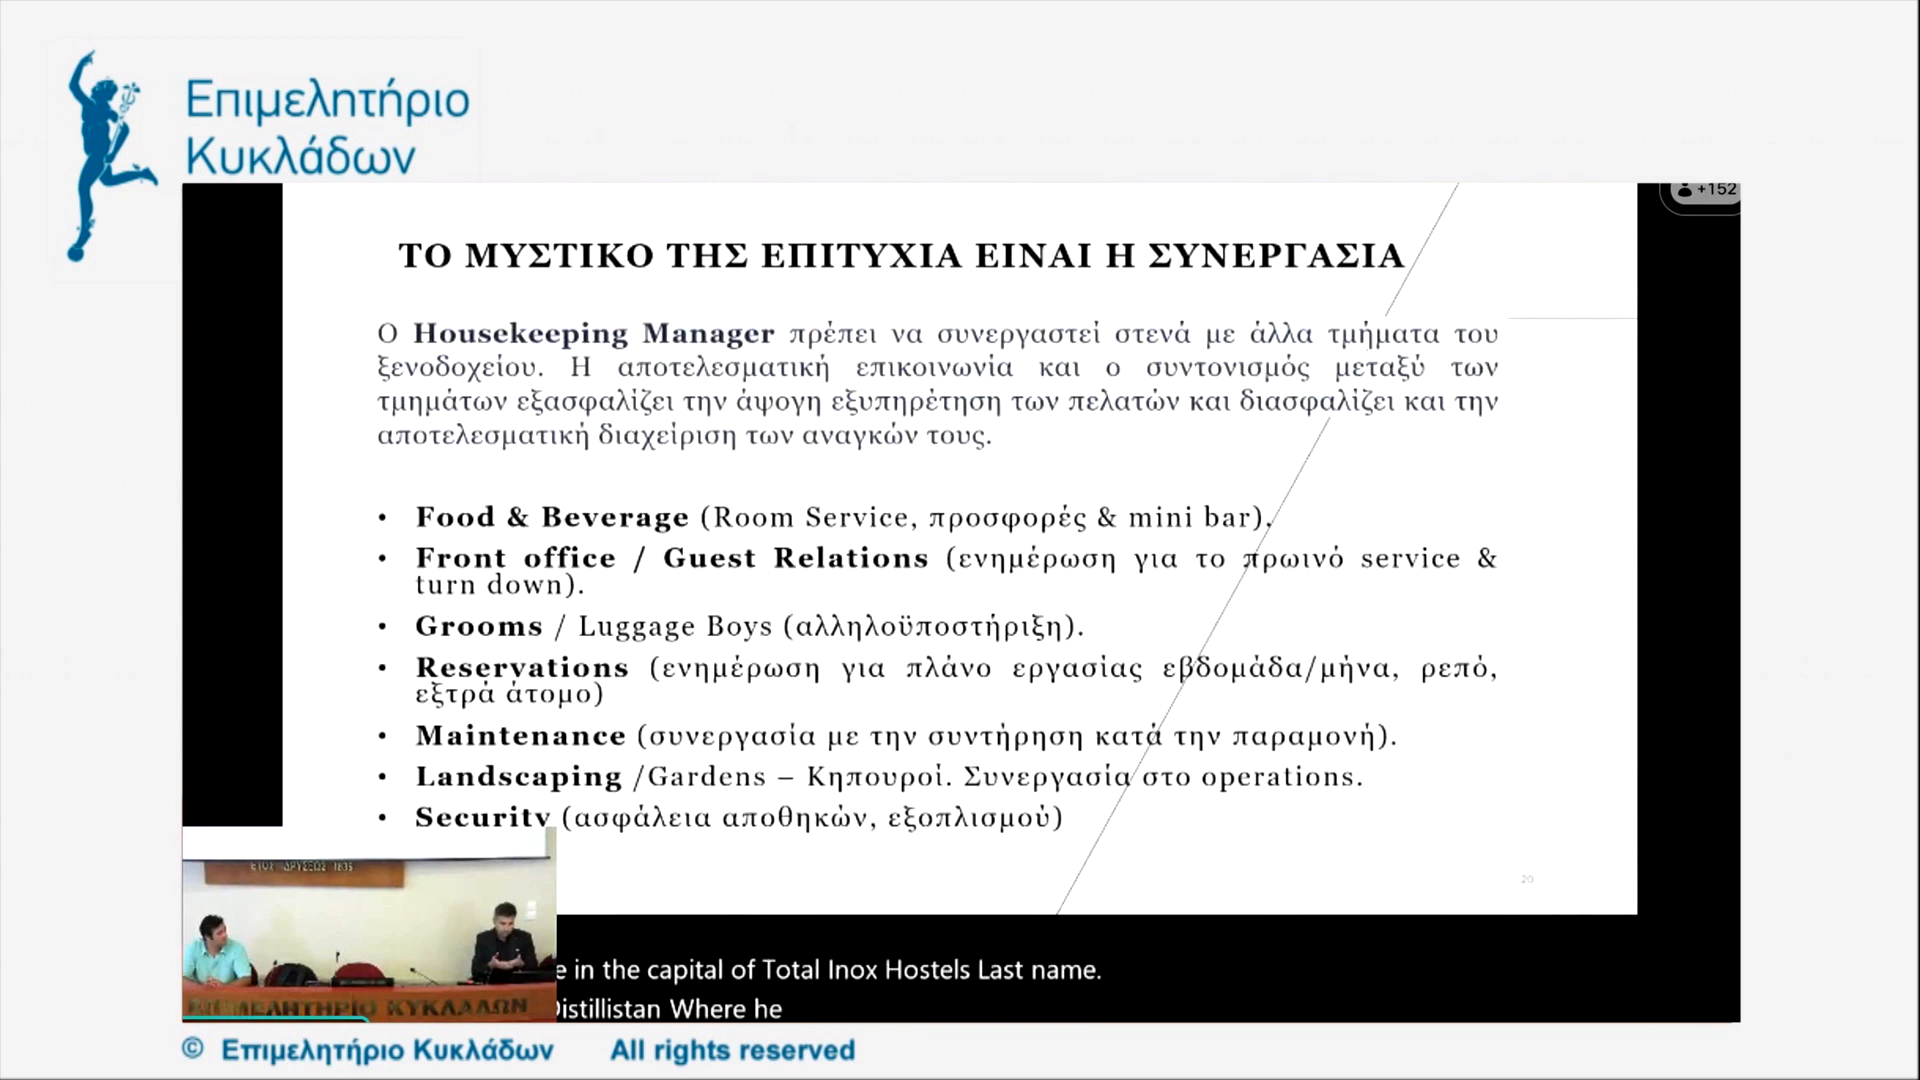 Επιμελητήριο
Κυκλάδων
+152
ΤΟ ΜΥΣΤΙΚΟ ΤΗΣ ΕΠΙΤΥΧΙΑ ΕΙΝΑΙ Η ΣΥΝΕΡΓΑΣΙΑ
Ο Housekeeping Manager πρέπει να συνεργαστεί στενά με άλλα τμήματα του
ξενοδοχείου. Η αποτελεσματική επικοινωνία και ο συντονισμός μεταξύ των
τμημάτων εξασφαλίζει την άψογη εξυπηρέτηση των πελατών και διασφαλίζει και την
αποτελεσματική διαχείριση των αναγκών τους.
• Food & Beverage (Room Service, προσφορές & mini bar).
• Front office / Guest Relations (ενημέρωση για το πρωινό service &
turn down).
• Grooms / Luggage Boys (αλληλοϋποστήριξη).
• Reservations (ενημέρωση για πλάνο εργασίας εβδομάδα/μήνα, ρεπό,
εξτρά άτομο)
• Maintenance (συνεργασία με την συντήρηση κατά την παραμονή).
• Landscaping /Gardens – Κηπουροί. Συνεργασία στο operations.
• Security (ασφάλεια αποθηκών, εξοπλισμού)
20
ΕΤΟΣ ΙΔΡΥΣΕΩΣ 1836
ΕΠΙΜΕΛΗΤΗΡΙΟ ΚΥΚΛΑΔΩΝ
e in the capital of Total Inox Hostels Last name.
Distillistan Where he
© Επιμελητήριο Κυκλάδων All rights reserved